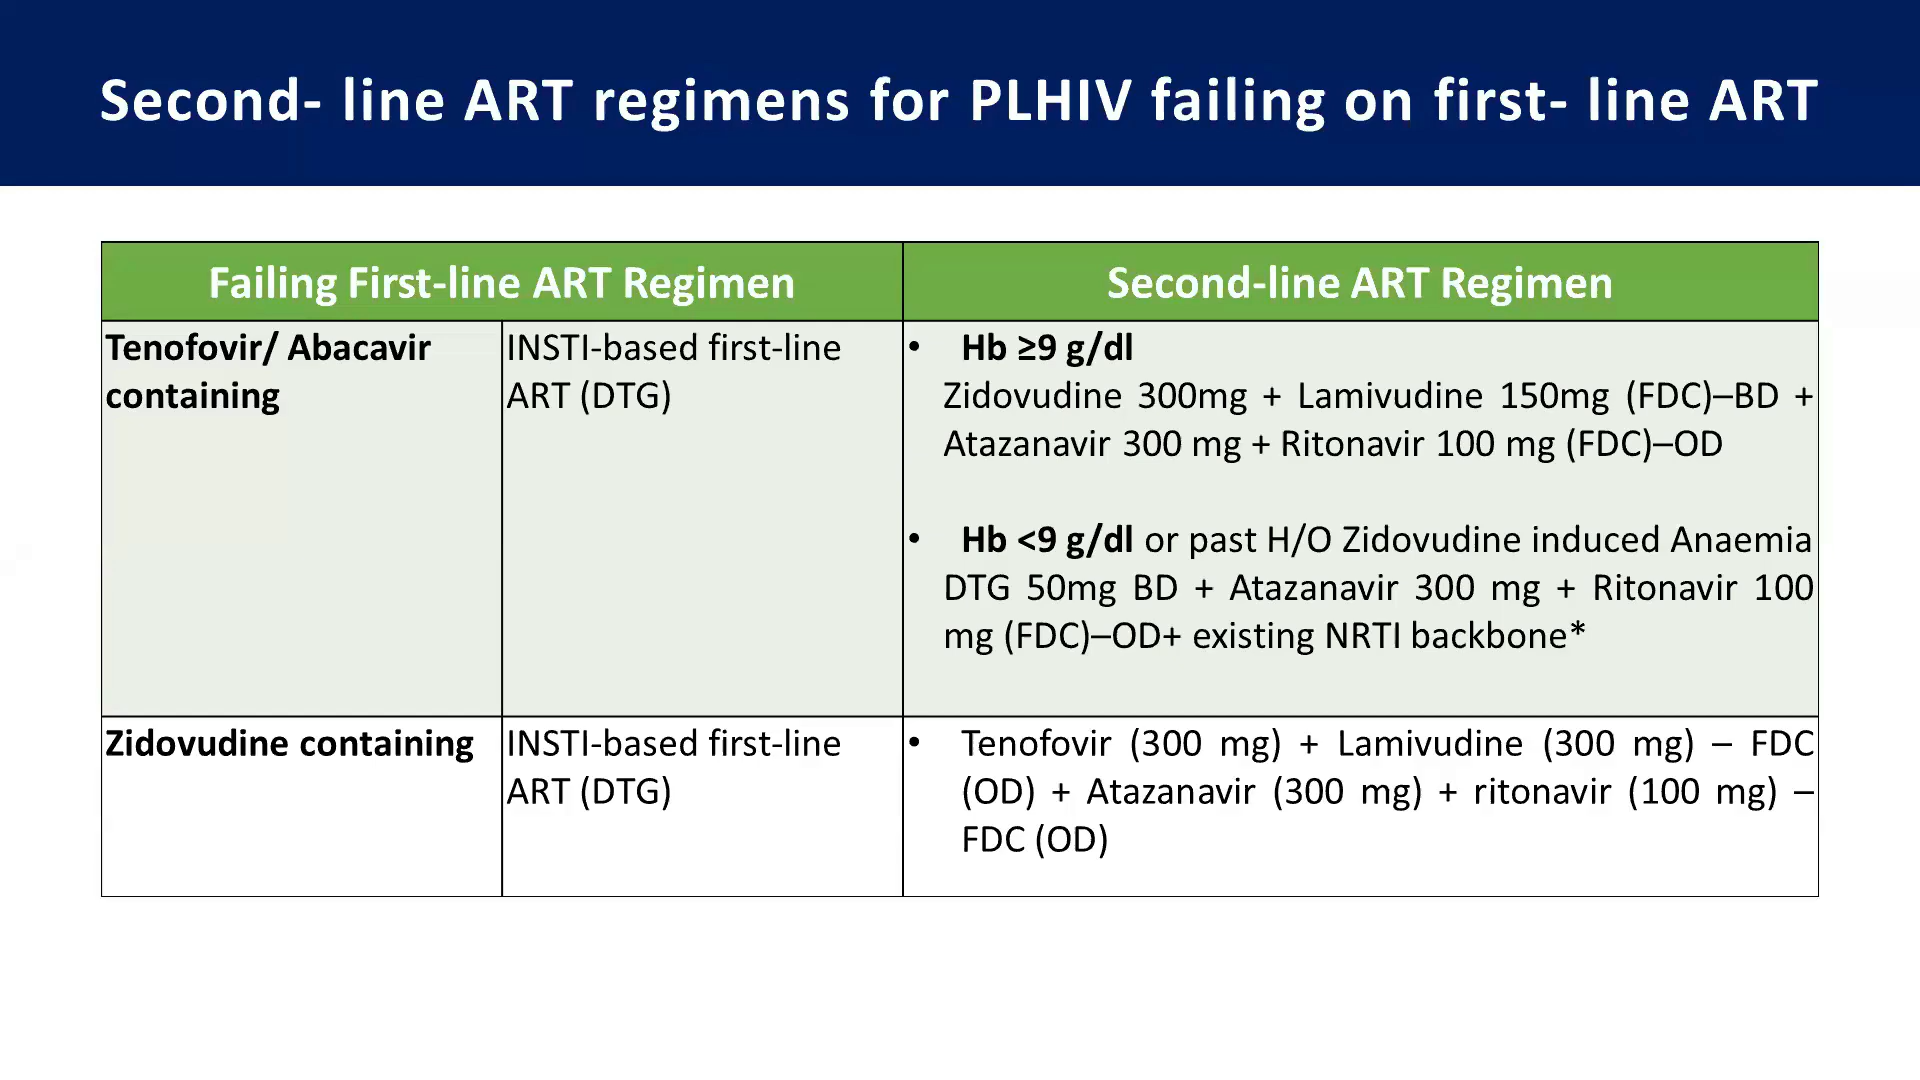 Second- line ART regimens for PLHIV failing on first- line ART
Failing First-line ART Regimen
Second-line ART Regimen
Tenofovir/ Abacavir
containing
INSTI-based first-line
ART (DTG)
• Hb ≥9 g/dl
Zidovudine 300mg + Lamivudine 150mg (FDC)–BD +
Atazanavir 300 mg + Ritonavir 100 mg (FDC)–OD
• Hb <9 g/dl or past H/O Zidovudine induced Anaemia
DTG 50mg BD + Atazanavir 300 mg + Ritonavir 100
mg (FDC)–OD+ existing NRTI backbone*
Zidovudine containing
INSTI-based first-line
ART (DTG)
• Tenofovir (300 mg) + Lamivudine (300 mg) – FDC
(OD) + Atazanavir (300 mg) + ritonavir (100 mg) –
FDC (OD)